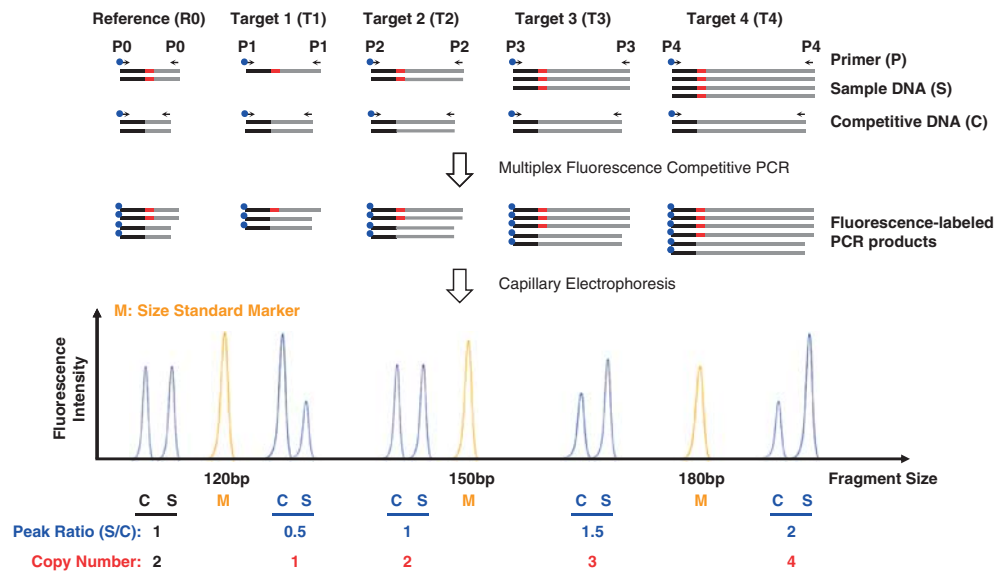 Reference (R0) Target 1 (T1) Target 2 (T2) Target 3 (T3) Target 4 (T4)
P0 P0 P1 P1 P2 P2 P3 P3 P4 P4
Primer (P)
Sample DNA (S)
Competitive DNA (C)
Multiplex Fluorescence Competitive PCR
Fluorescence-labeled
PCR products
Capillary Electrophoresis
M: Size Standard Marker
Fluorescence
Intensity
120bp 150bp 180bp Fragment Size
C S M C S C S M C S M C S
Peak Ratio (S/C): 1 0.5 1 1.5 2
Copy Number: 2 1 2 3 4